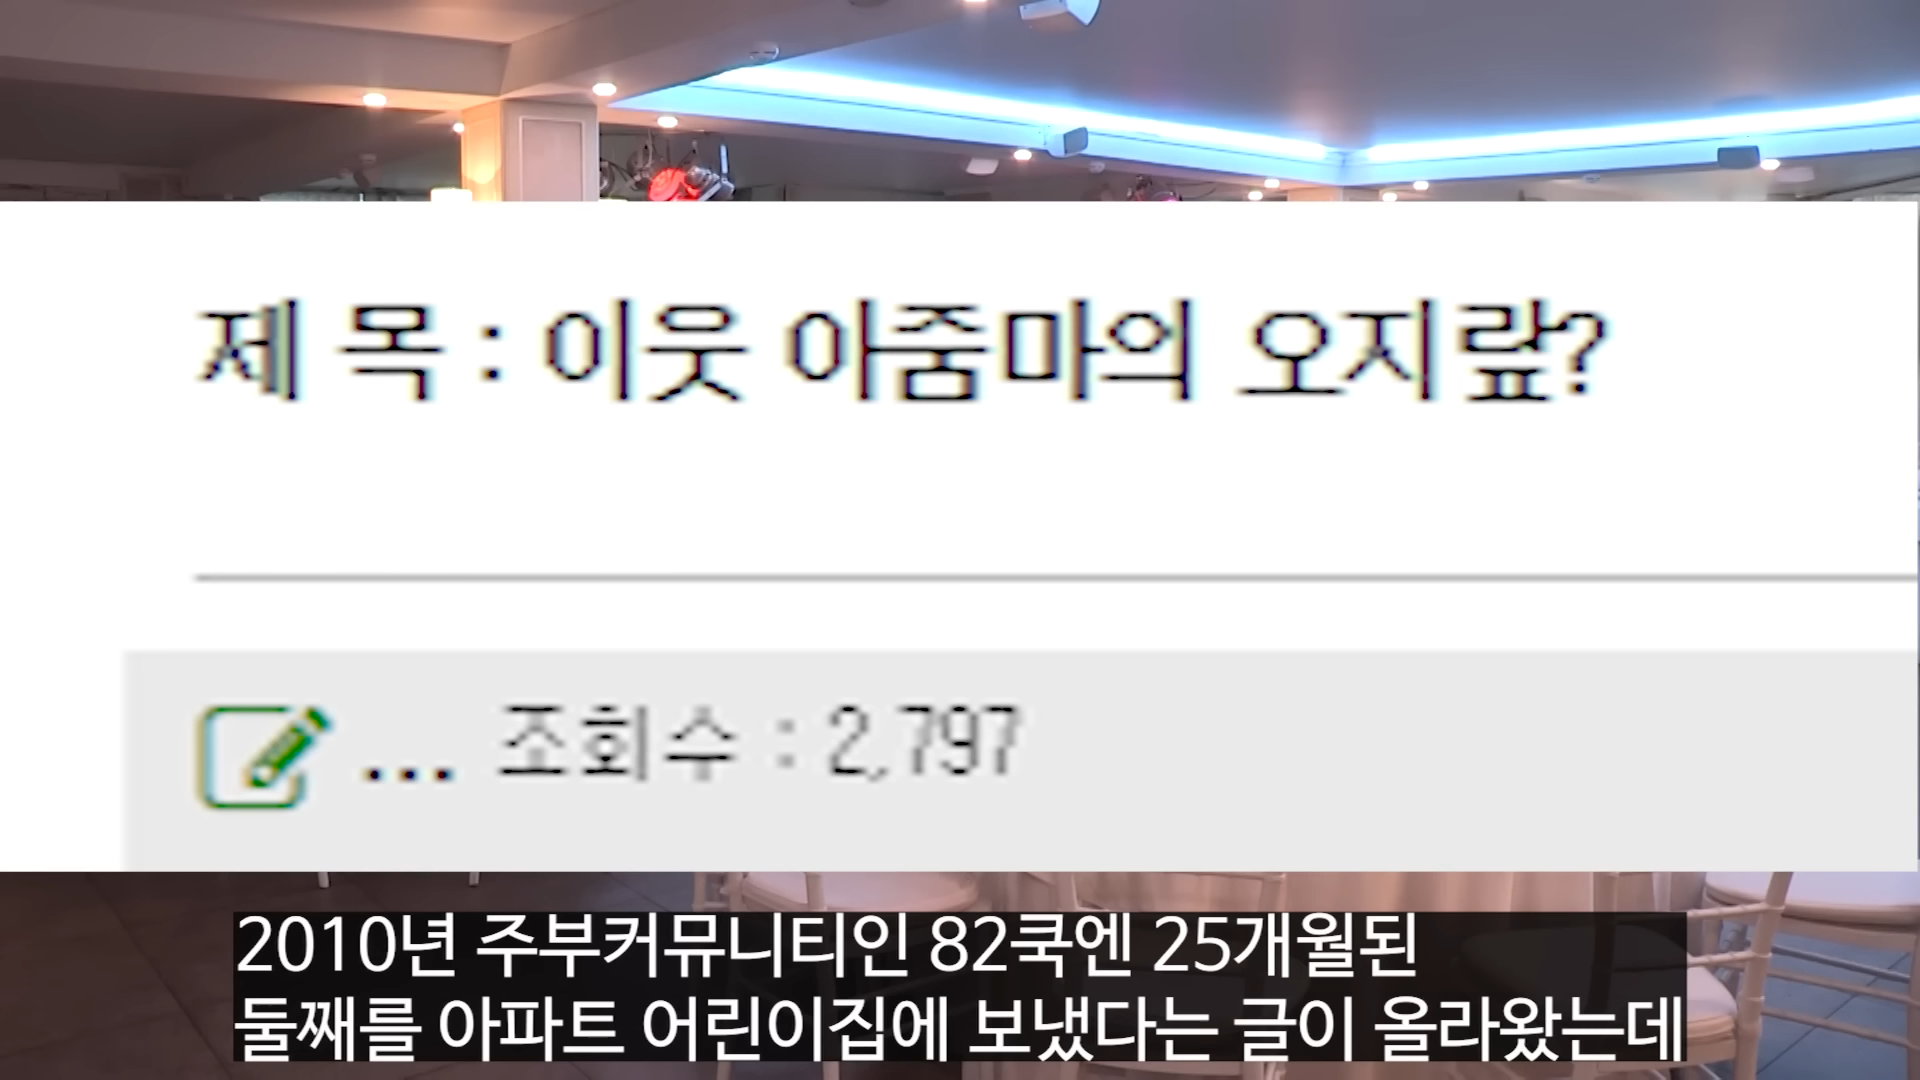 제 목 : 이웃 아줌마의 오지랖?
... 조회수 : 2,797
2010년 주부커뮤니티인 82쿡엔 25개월된
둘째를 아파트 어린이집에 보냈다는 글이 올라왔는데